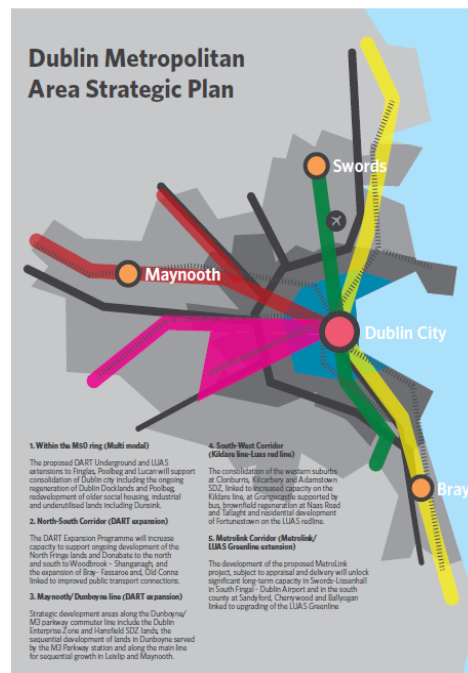 Dublin Metropolitan
Area Strategic Plan
Swords
Maynooth
Dublin City
Bray
1. Within the M50 ring (Multi modal)
The proposed DART Underground and LUAS
extensions to Finglas, Poolbeg and Lucan will support
consolidation of Dublin city including the ongoing
regeneration of Dublin Docklands and Poolbeg,
redevelopment of older social housing, industrial
and underutilised lands including Dunsink.
2. North-South Corridor (DART expansion)
The DART Expansion Programme will increase
capacity to support ongoing development of the
North Fringe lands and Donabate to the north
and south to Woodbrook - Shanganagh, and
the expansion of Bray - Fassaroe and, Old Conna
linked to improved public transport connections.
3. Maynooth/Dunboyne line (DART expansion)
Strategic development areas along the Dunboyne/
M3 parkway commuter line include the Dublin
Enterprise Zone and Hansfield SDZ lands, the
sequential development of lands in Dunboyne served
by the M3 Parkway station and along the main line
for sequential growth in Leixlip and Maynooth.
4. South-West Corridor
(Kildare line-Luas red line)
The consolidation of the western suburbs
at Clonburris, Kilcarbery and Adamstown
SDZ, linked to increased capacity on the
Kildare line, at Grangecastle supported by
bus, brownfield regeneration at Naas Road
and Tallaght and residential development
of Fortunestown on the LUAS redline.
5. Metrolink Corridor (Metrolink/
LUAS Greenline extension)
The development of the proposed MetroLink
project, subject to appraisal and delivery will unlock
significant long-term capacity in Swords-Lissenhall
in South Fingal - Dublin Airport and in the south
county at Sandyford, Cherrywood and Ballyogan
linked to upgrading of the LUAS Greenline